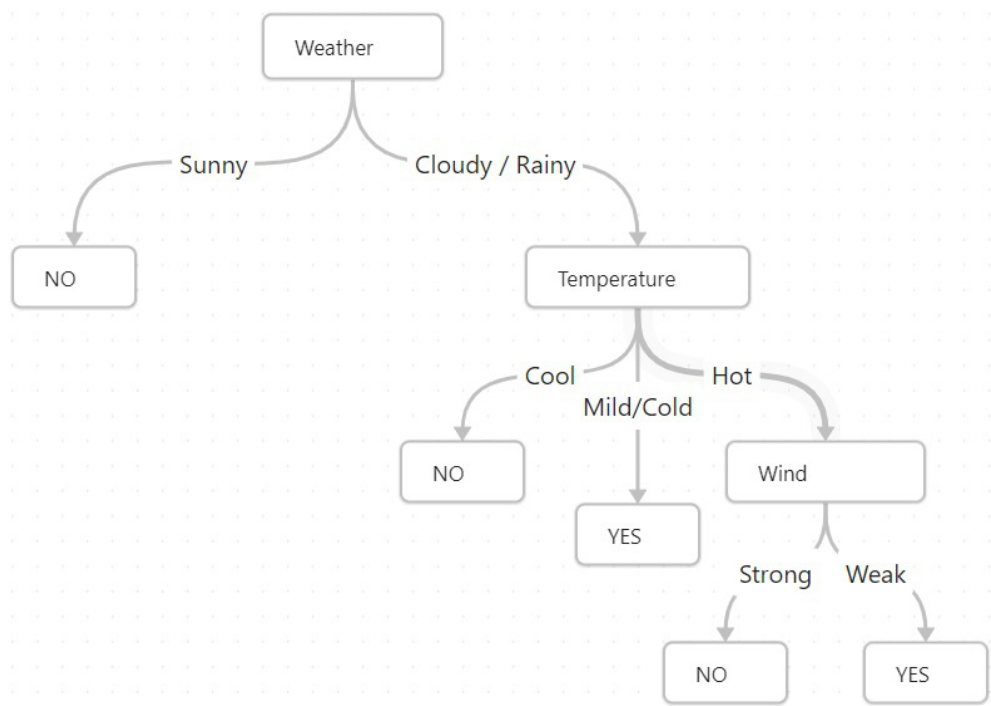 Weather
Sunny
Cloudy / Rainy
NO
Temperature
Cool
Hot
Mild/Cold
NO
Wind
YES
Strong
Weak
NO
YES